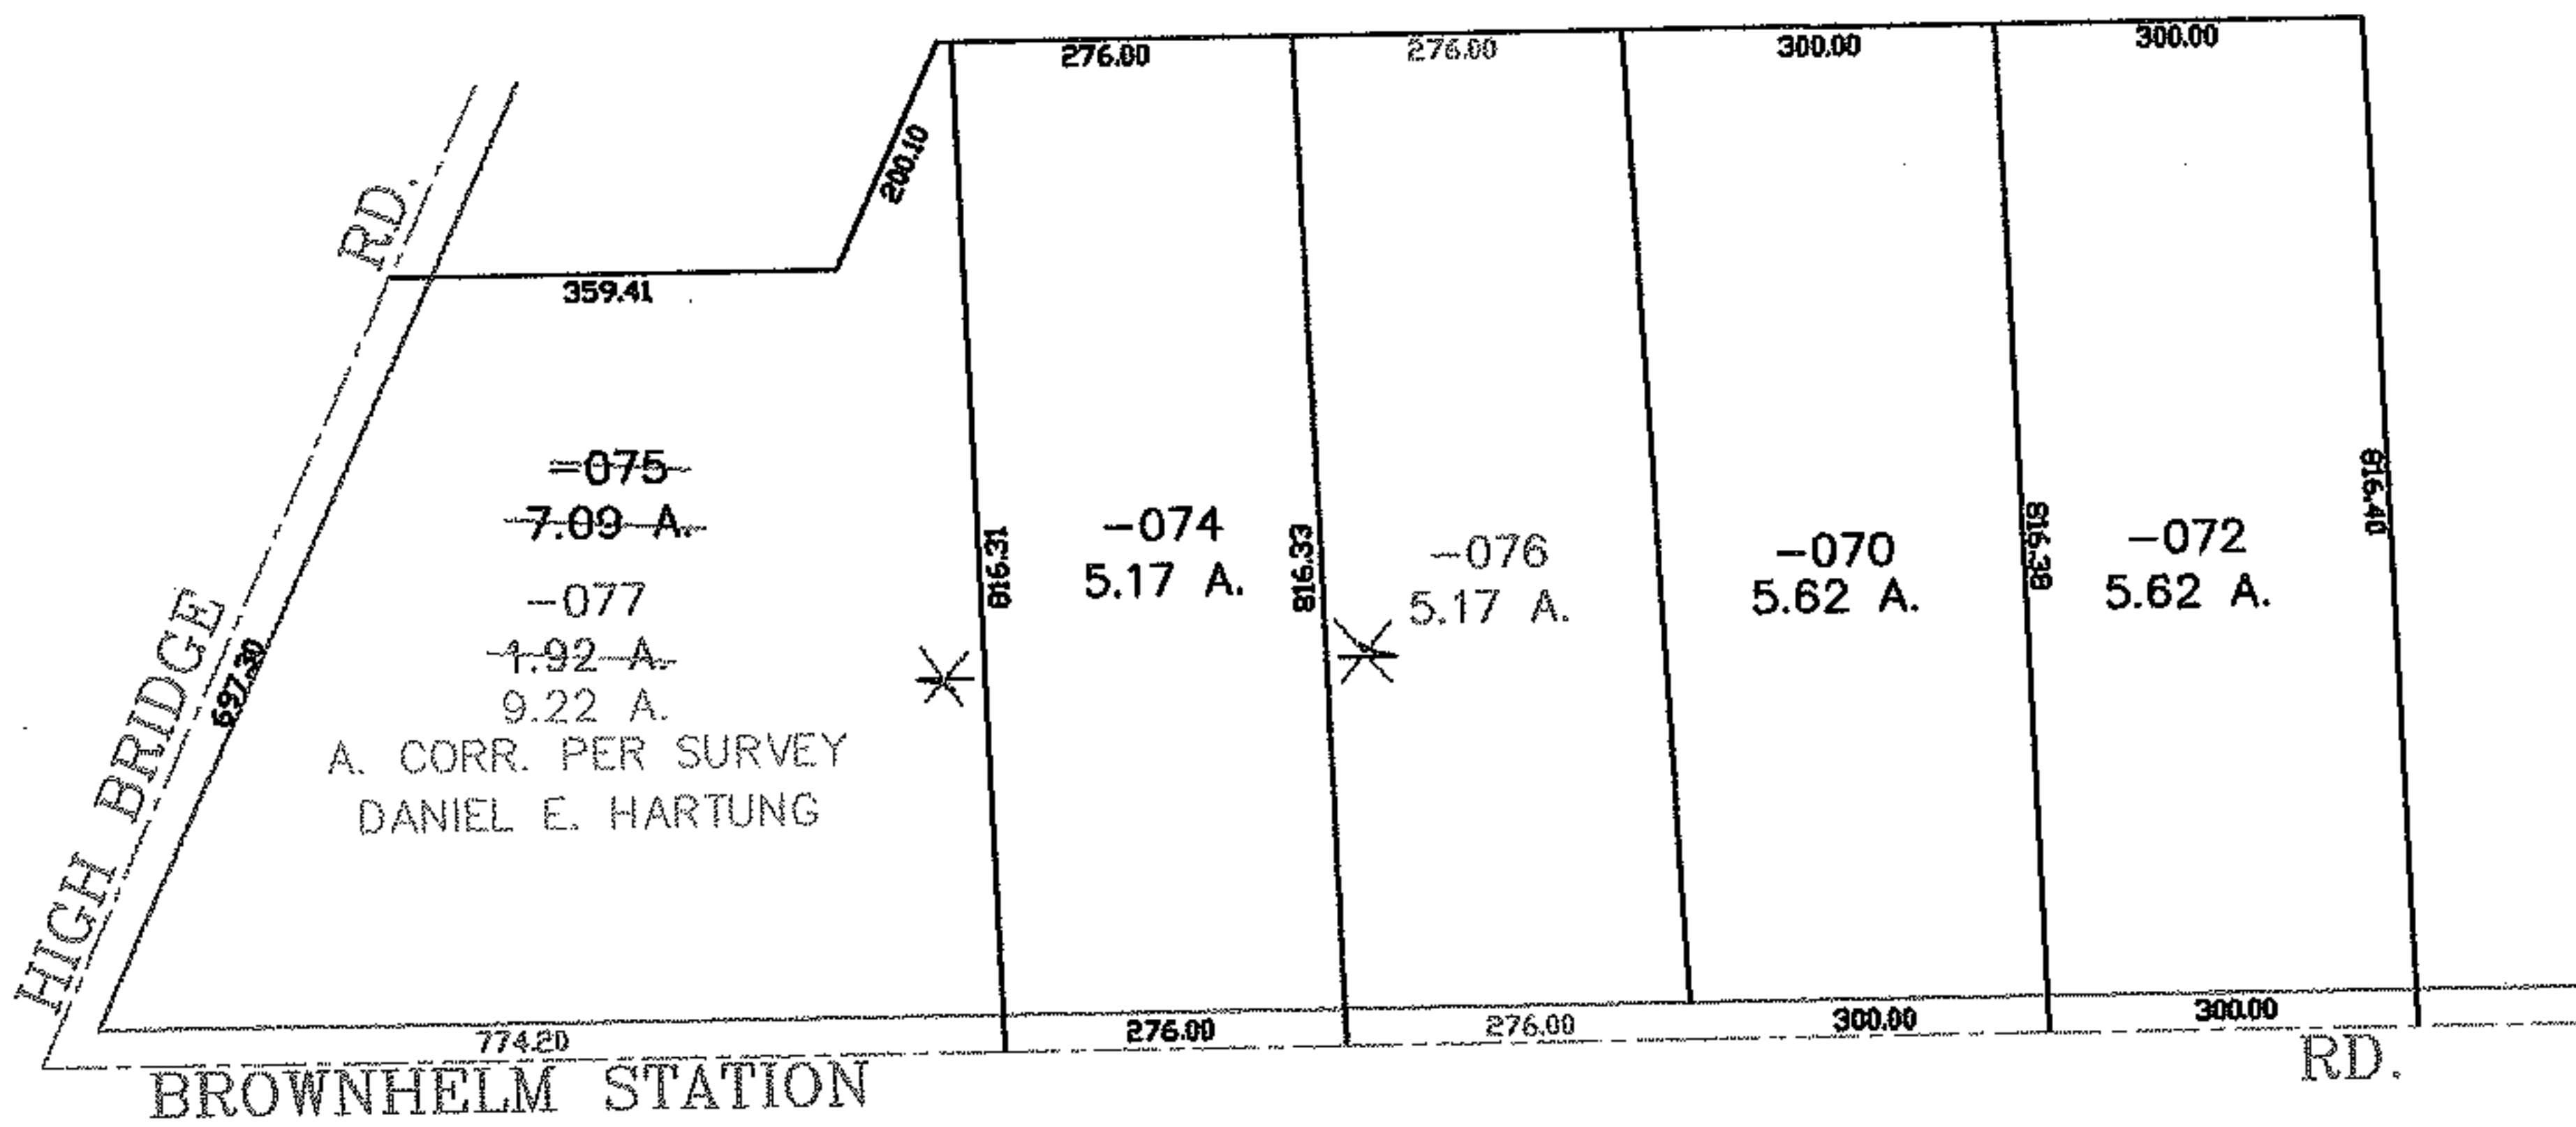 276.00
276.00
300.00
300.00
200.10
RD.
359.41
=075-
-7.09 A.
-077
-1.92 A.
9.22 A.
A. CORR. PER SURVEY
DANIEL E. HARTUNG
HIGH BRIDGE
697.30
816.31
-074
5.17 A.
816.33
-076
5.17 A.
-070
5.62 A.
816.38
-072
5.62 A.
816.40
774.20
276.00
276.00
300.00
300.00
BROWNHELM STATION
RD.